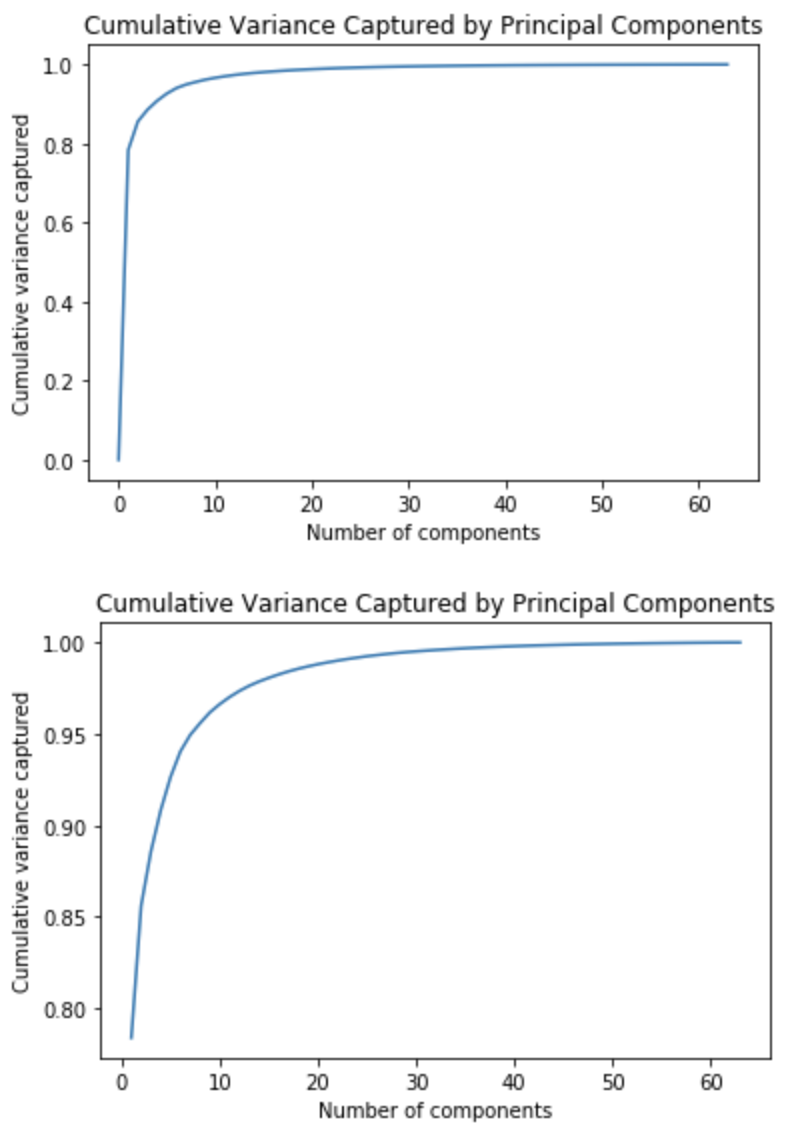 Cumulative Variance Captured by Principal Components
1.0
0.8
0.6
0.4
0.2
0.0
Cumulative variance captured
0 10 20 30 40 50 60
Number of components
Cumulative Variance Captured by Principal Components
1.00
0.95
0.90
0.85
0.80
Cumulative variance captured
0 10 20 30 40 50 60
Number of components